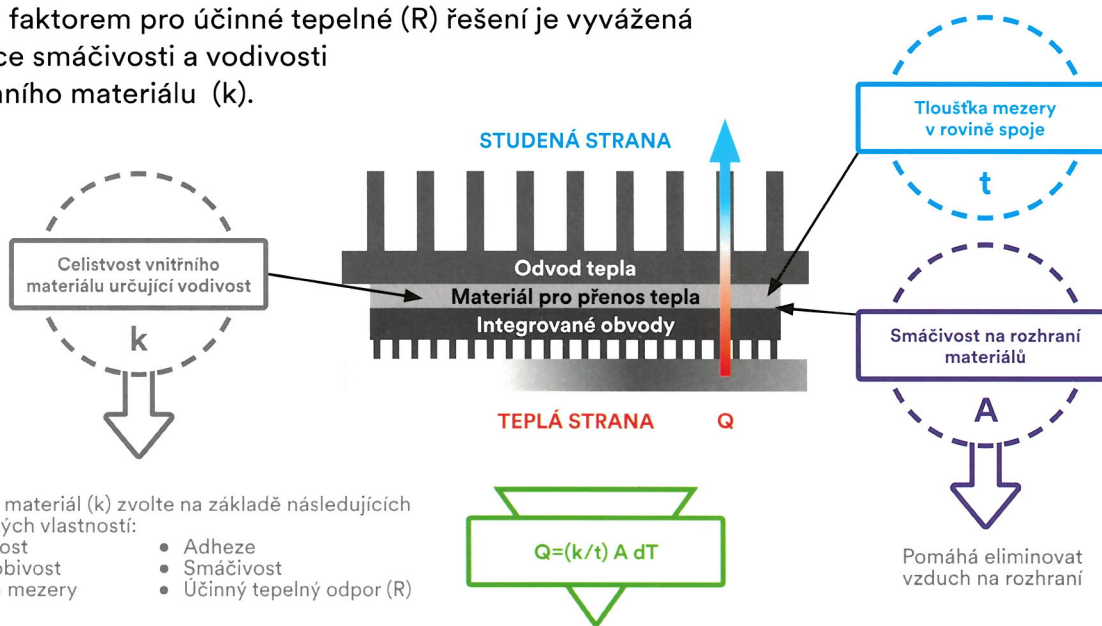 faktorem pro účinné tepelné (R) řešení je vyvážená
ce smáčivosti a vodivosti
ního materiálu (k).
Tloušťka mezery
v rovině spoje
t
STUDENÁ STRANA
Celistvost vnitřního
materiálu určující vodivost
k
Odvod tepla
Materiál pro přenos tepla
Integrované obvody
Smáčivost na rozhraní
materiálů
A
TEPLÁ STRANA Q
materiál (k) zvolte na základě následujících
ých vlastností:
ost
obivost
mezery
• Adheze
• Smáčivost
• Účinný tepelný odpor (R)
Q=(k/t) A dT
Pomáhá eliminovat
vzduch na rozhraní